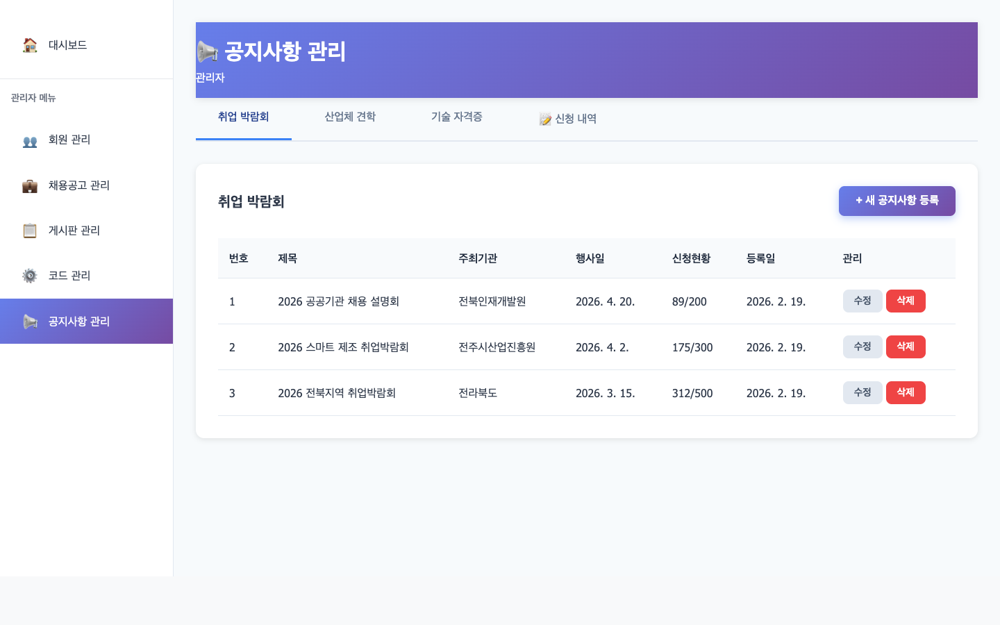 대시보드
관리자 메뉴
회원 관리
채용공고 관리
게시판 관리
코드 관리
공지사항 관리
공지사항 관리
관리자
취업 박람회 산업체 견학 기술 자격증 신청 내역
취업 박람회 + 새 공지사항 등록
번호 제목 주최기관 행사일 신청현황 등록일 관리
1 2026 공공기관 채용 설명회 전북인재개발원 2026. 4. 20. 89/200 2026. 2. 19. 수정 삭제
2 2026 스마트 제조 취업박람회 전주시산업진흥원 2026. 4. 2. 175/300 2026. 2. 19. 수정 삭제
3 2026 전북지역 취업박람회 전라북도 2026. 3. 15. 312/500 2026. 2. 19. 수정 삭제